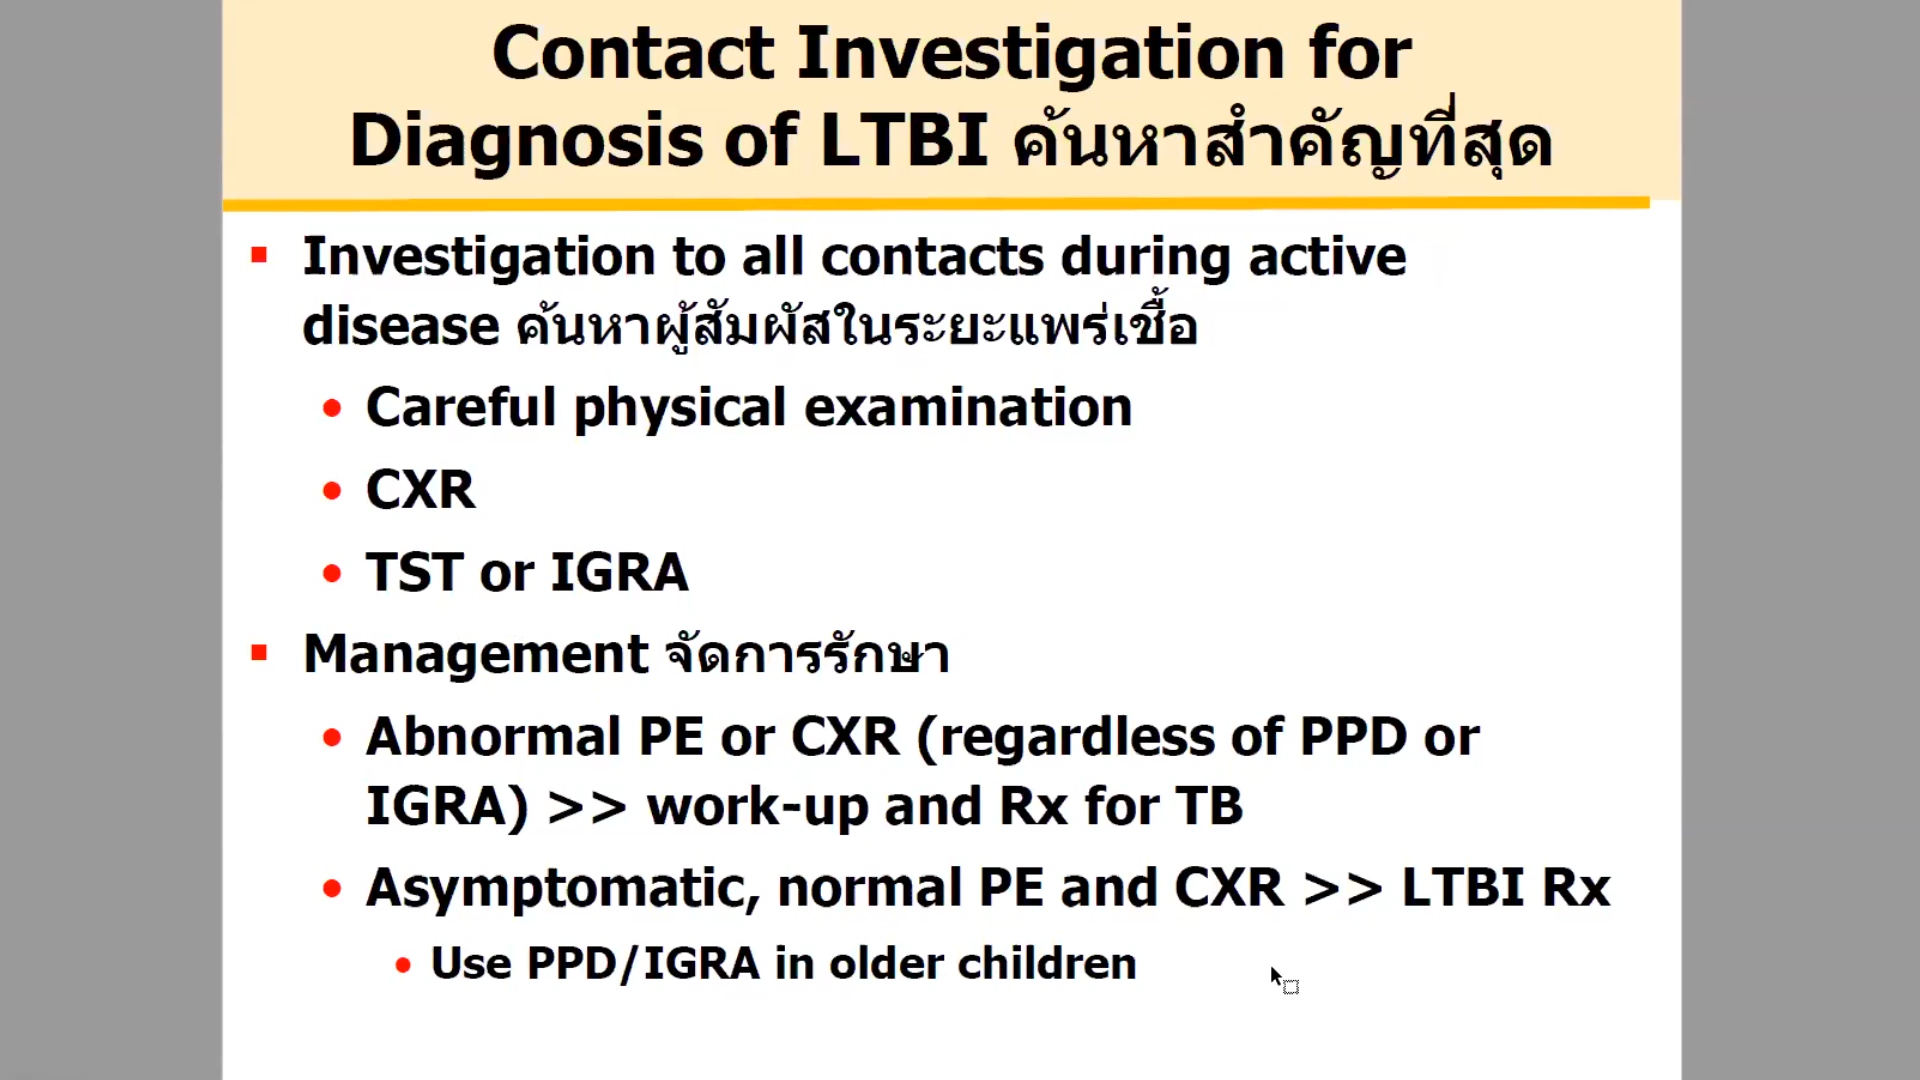 Contact Investigation for
Diagnosis of LTBI ค้นหาสำคัญที่สุด
Investigation to all contacts during active
disease ค้นหาผู้สัมผัสในระยะแพร่เชื้อ
Careful physical examination
CXR
TST or IGRA
Management จัดการรักษา
Abnormal PE or CXR (regardless of PPD or
IGRA) >> work-up and Rx for TB
Asymptomatic, normal PE and CXR >> LTBI Rx
Use PPD/IGRA in older children